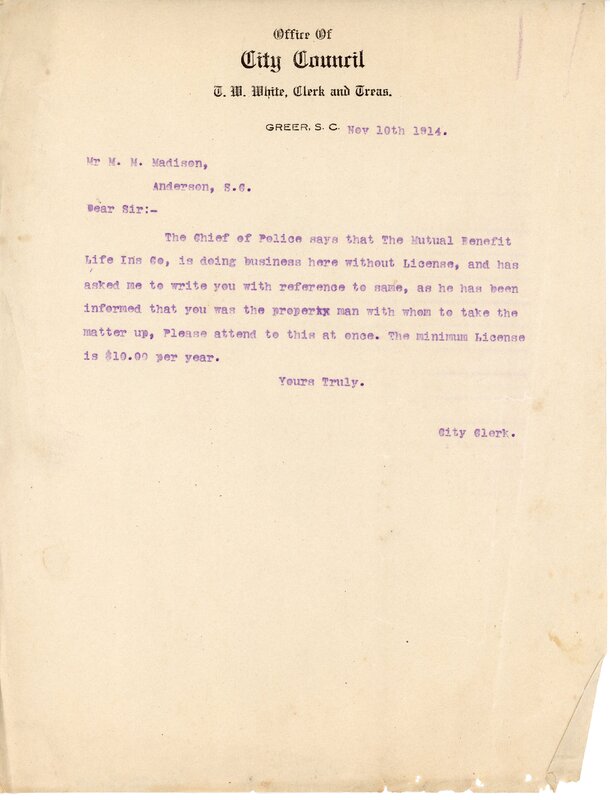 Office Of
City Council
T. W. White, Clerk and Treas.
GREER, S. C. Nov 10th 1914.
Mr M. M. Madison,
Anderson, S.C.
Dear Sir:-
The Chief of Police says that The Mutual Benefit
Life Ins Co, is doing business here without License, and has
asked me to write you with reference to same, as he has been
informed that you was the propertx man with whom to take the
matter up, Please attend to this at once. The minimum License
is $10.00 per year.
Yours Truly.
City Clerk.